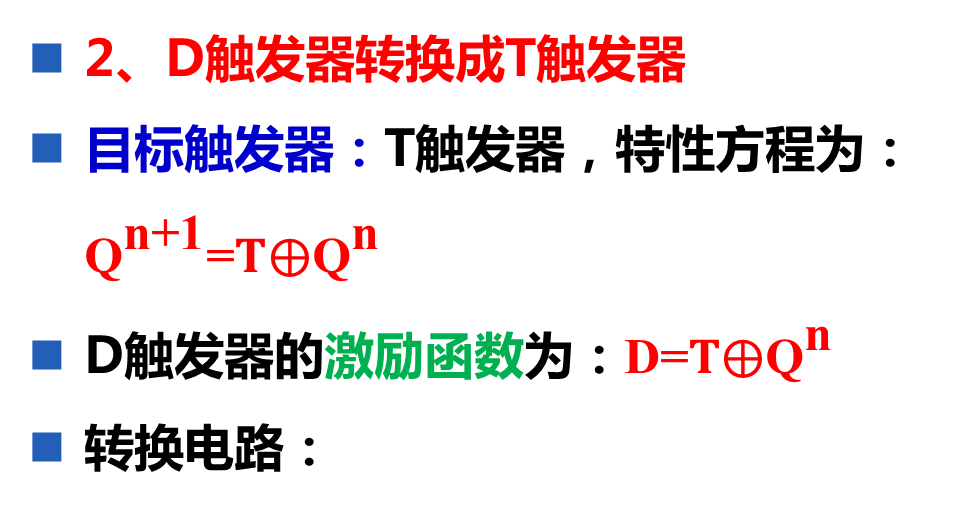 2、D触发器转换成T触发器
目标触发器：T触发器，特性方程为：
Qⁿ⁺¹=T⊕Qⁿ
D触发器的激励函数为：D=T⊕Qⁿ
转换电路：